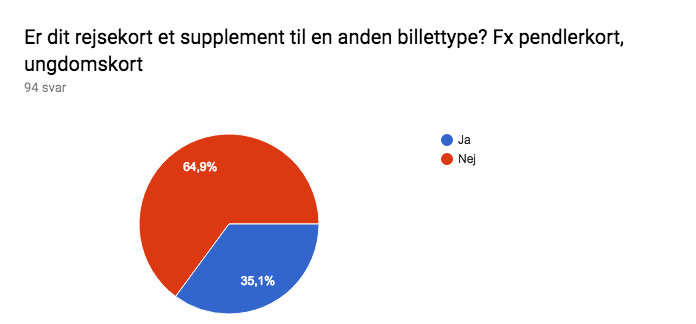 Er dit rejsekort et supplement til en anden billettype? Fx pendlerkort,
ungdomskort
94 svar
Ja
Nej
64,9%
35,1%